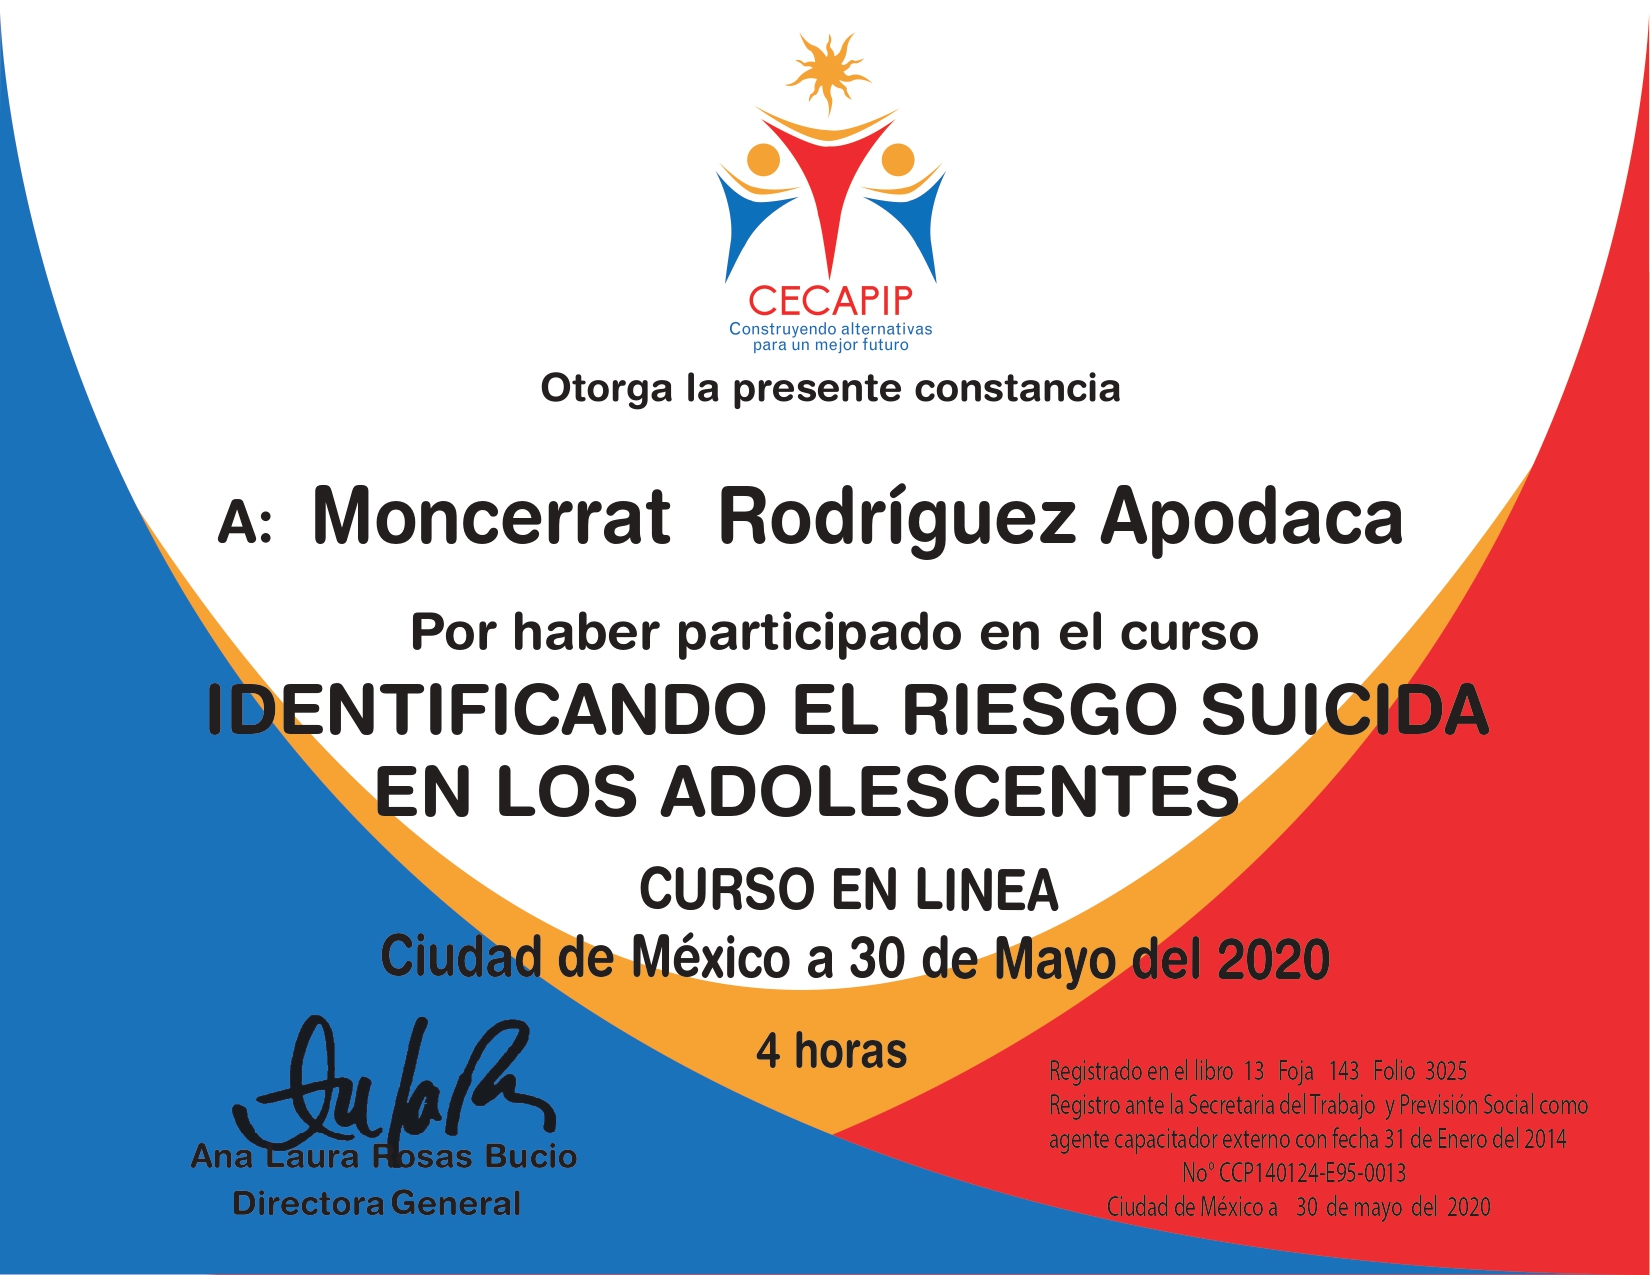 CECAPIP
Construyendo alternativas
para un mejor futuro
Otorga la presente constancia
A: Moncerrat Rodríguez Apodaca
Por haber participado en el curso
IDENTIFICANDO EL RIESGO SUICIDA
EN LOS ADOLESCENTES
CURSO EN LINEA
Ciudad de México a 30 de Mayo del 2020
4 horas
Ana Laura Rosas Bucio
Directora General
Registrado en el libro 13 Foja 143 Folio 3025
Registro ante la Secretaria del Trabajo y Previsión Social como
agente capacitador externo con fecha 31 de Enero del 2014
Noº CCP140124-E95-0013
Ciudad de México a 30 de mayo del 2020